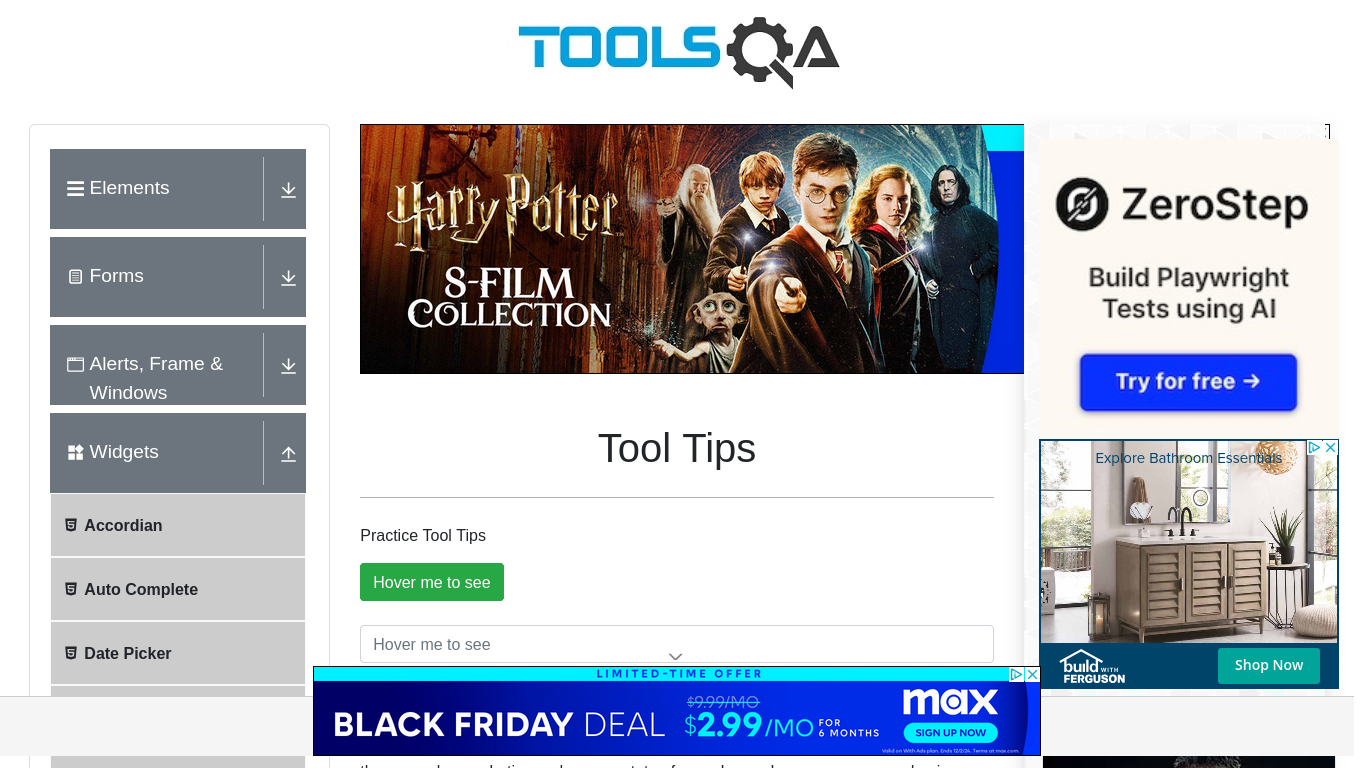 TOOLSQA
Elements
Forms
Alerts, Frame &
Windows
Widgets
Accordian
Auto Complete
Date Picker
Harry Potter™
8-FILM
COLLECTION
Tool Tips
Practice Tool Tips
Hover me to see
Hover me to see
ZeroStep
Build Playwright
Tests using AI
Try for free →
Explore Bathroom Essentials
build WITH
FERGUSON
Shop Now
LIMITED-TIME OFFER
BLACK FRIDAY DEAL
$9.99/MO
$2.99/MO FOR
6 MONTHS
max
SIGN UP NOW
Valid on With Ads plan. Ends 12/2/24. Terms at max.com.